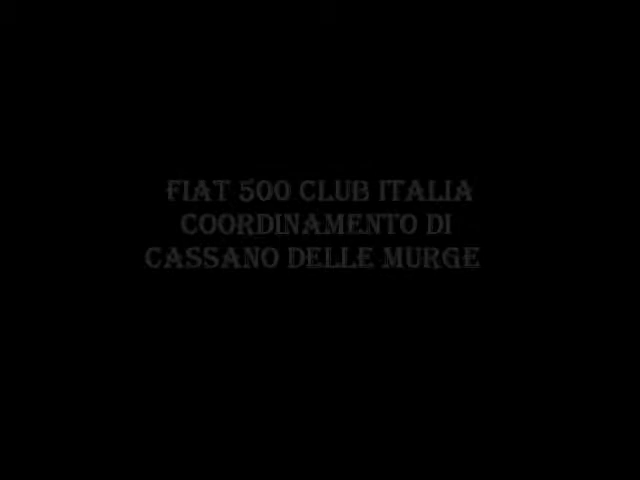 FIAT 500 CLUB ITALIA
COORDINAMENTO DI
CASSANO DELLE MURGE